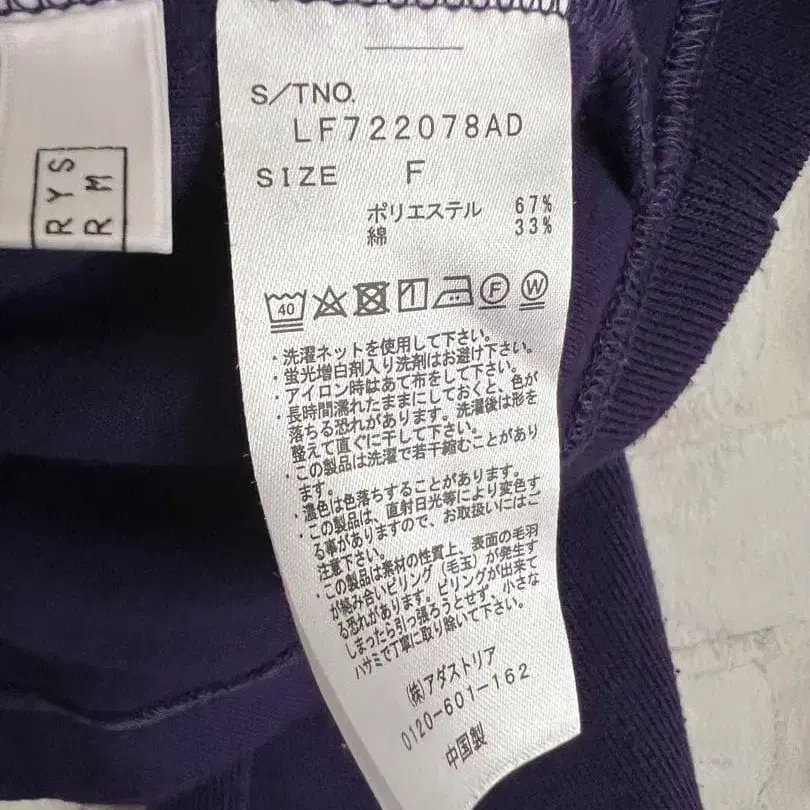 RYS
RM
S/TNO.
LF722078AD
SIZE F
ポリエステル 67%
綿 33%
40
F
W
・洗濯ネットを使用して下さい。
・蛍光増白剤入り洗剤はお避け下さい。
・アイロン時はあて布をして下さい。
・長時間濡れたままにしておくと、色が
落ちる恐れがあります。洗濯後は形を
整えて直ぐに干して下さい。
・この製品は洗濯で若干縮むことがあり
ます。
・濃色は色落ちすることがあります。
・この製品は、直射日光等により変色す
る事がありますので、お取扱いにはご
注意下さい。
・この製品は素材の性質上、表面の毛羽
が絡み合いピリング(毛玉)が発生す
る恐れがあります。ピリングが出来て
しまったら引っ張ろうとせず、小さな
ハサミで丁寧に取り除いて下さい。
(株)アダストリア
0120-601-162
中国製